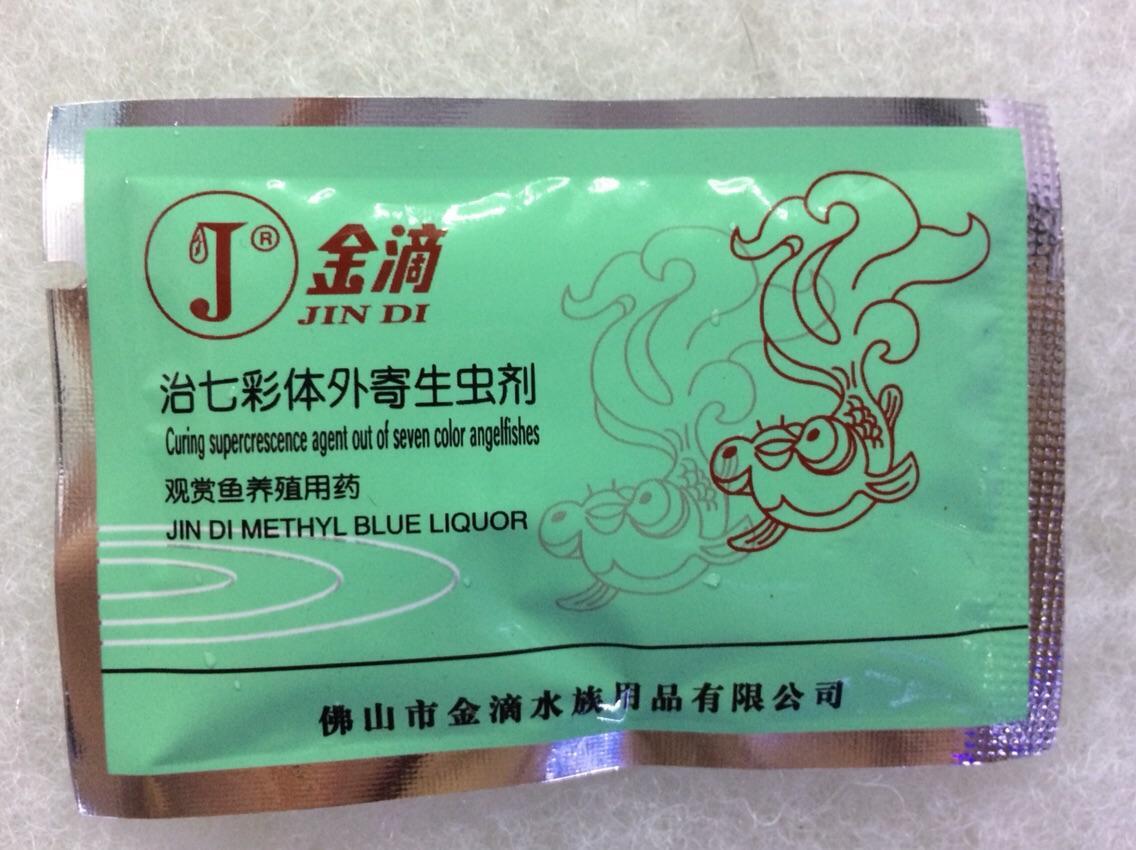 J®
金滴
JIN DI
治七彩体外寄生虫剂
Curing supercrescence agent out of seven color angelfishes
观赏鱼养殖用药
JIN DI METHYL BLUE LIQUOR
佛山市金滴水族用品有限公司